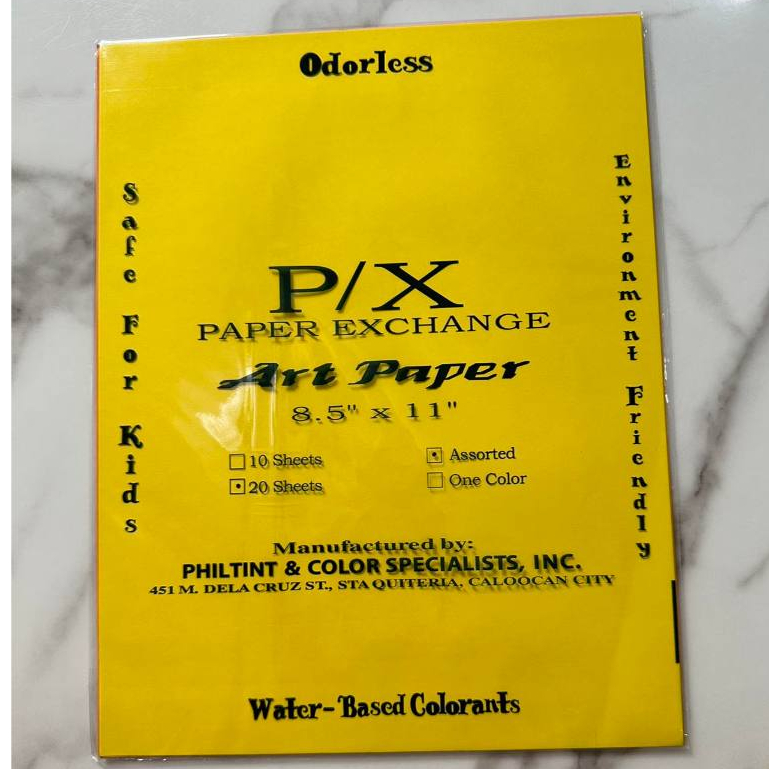 Odorless
Safe For Kids
Environment Friendly
P/X
PAPER EXCHANGE
Art Paper
8.5" x 11"
10 Sheets
Assorted
20 Sheets
One Color
Manufactured by:
PHILTINT & COLOR SPECIALISTS, INC.
451 M. DELA CRUZ ST., STA QUITERIA, CALOOCAN CITY
Water-Based Colorants